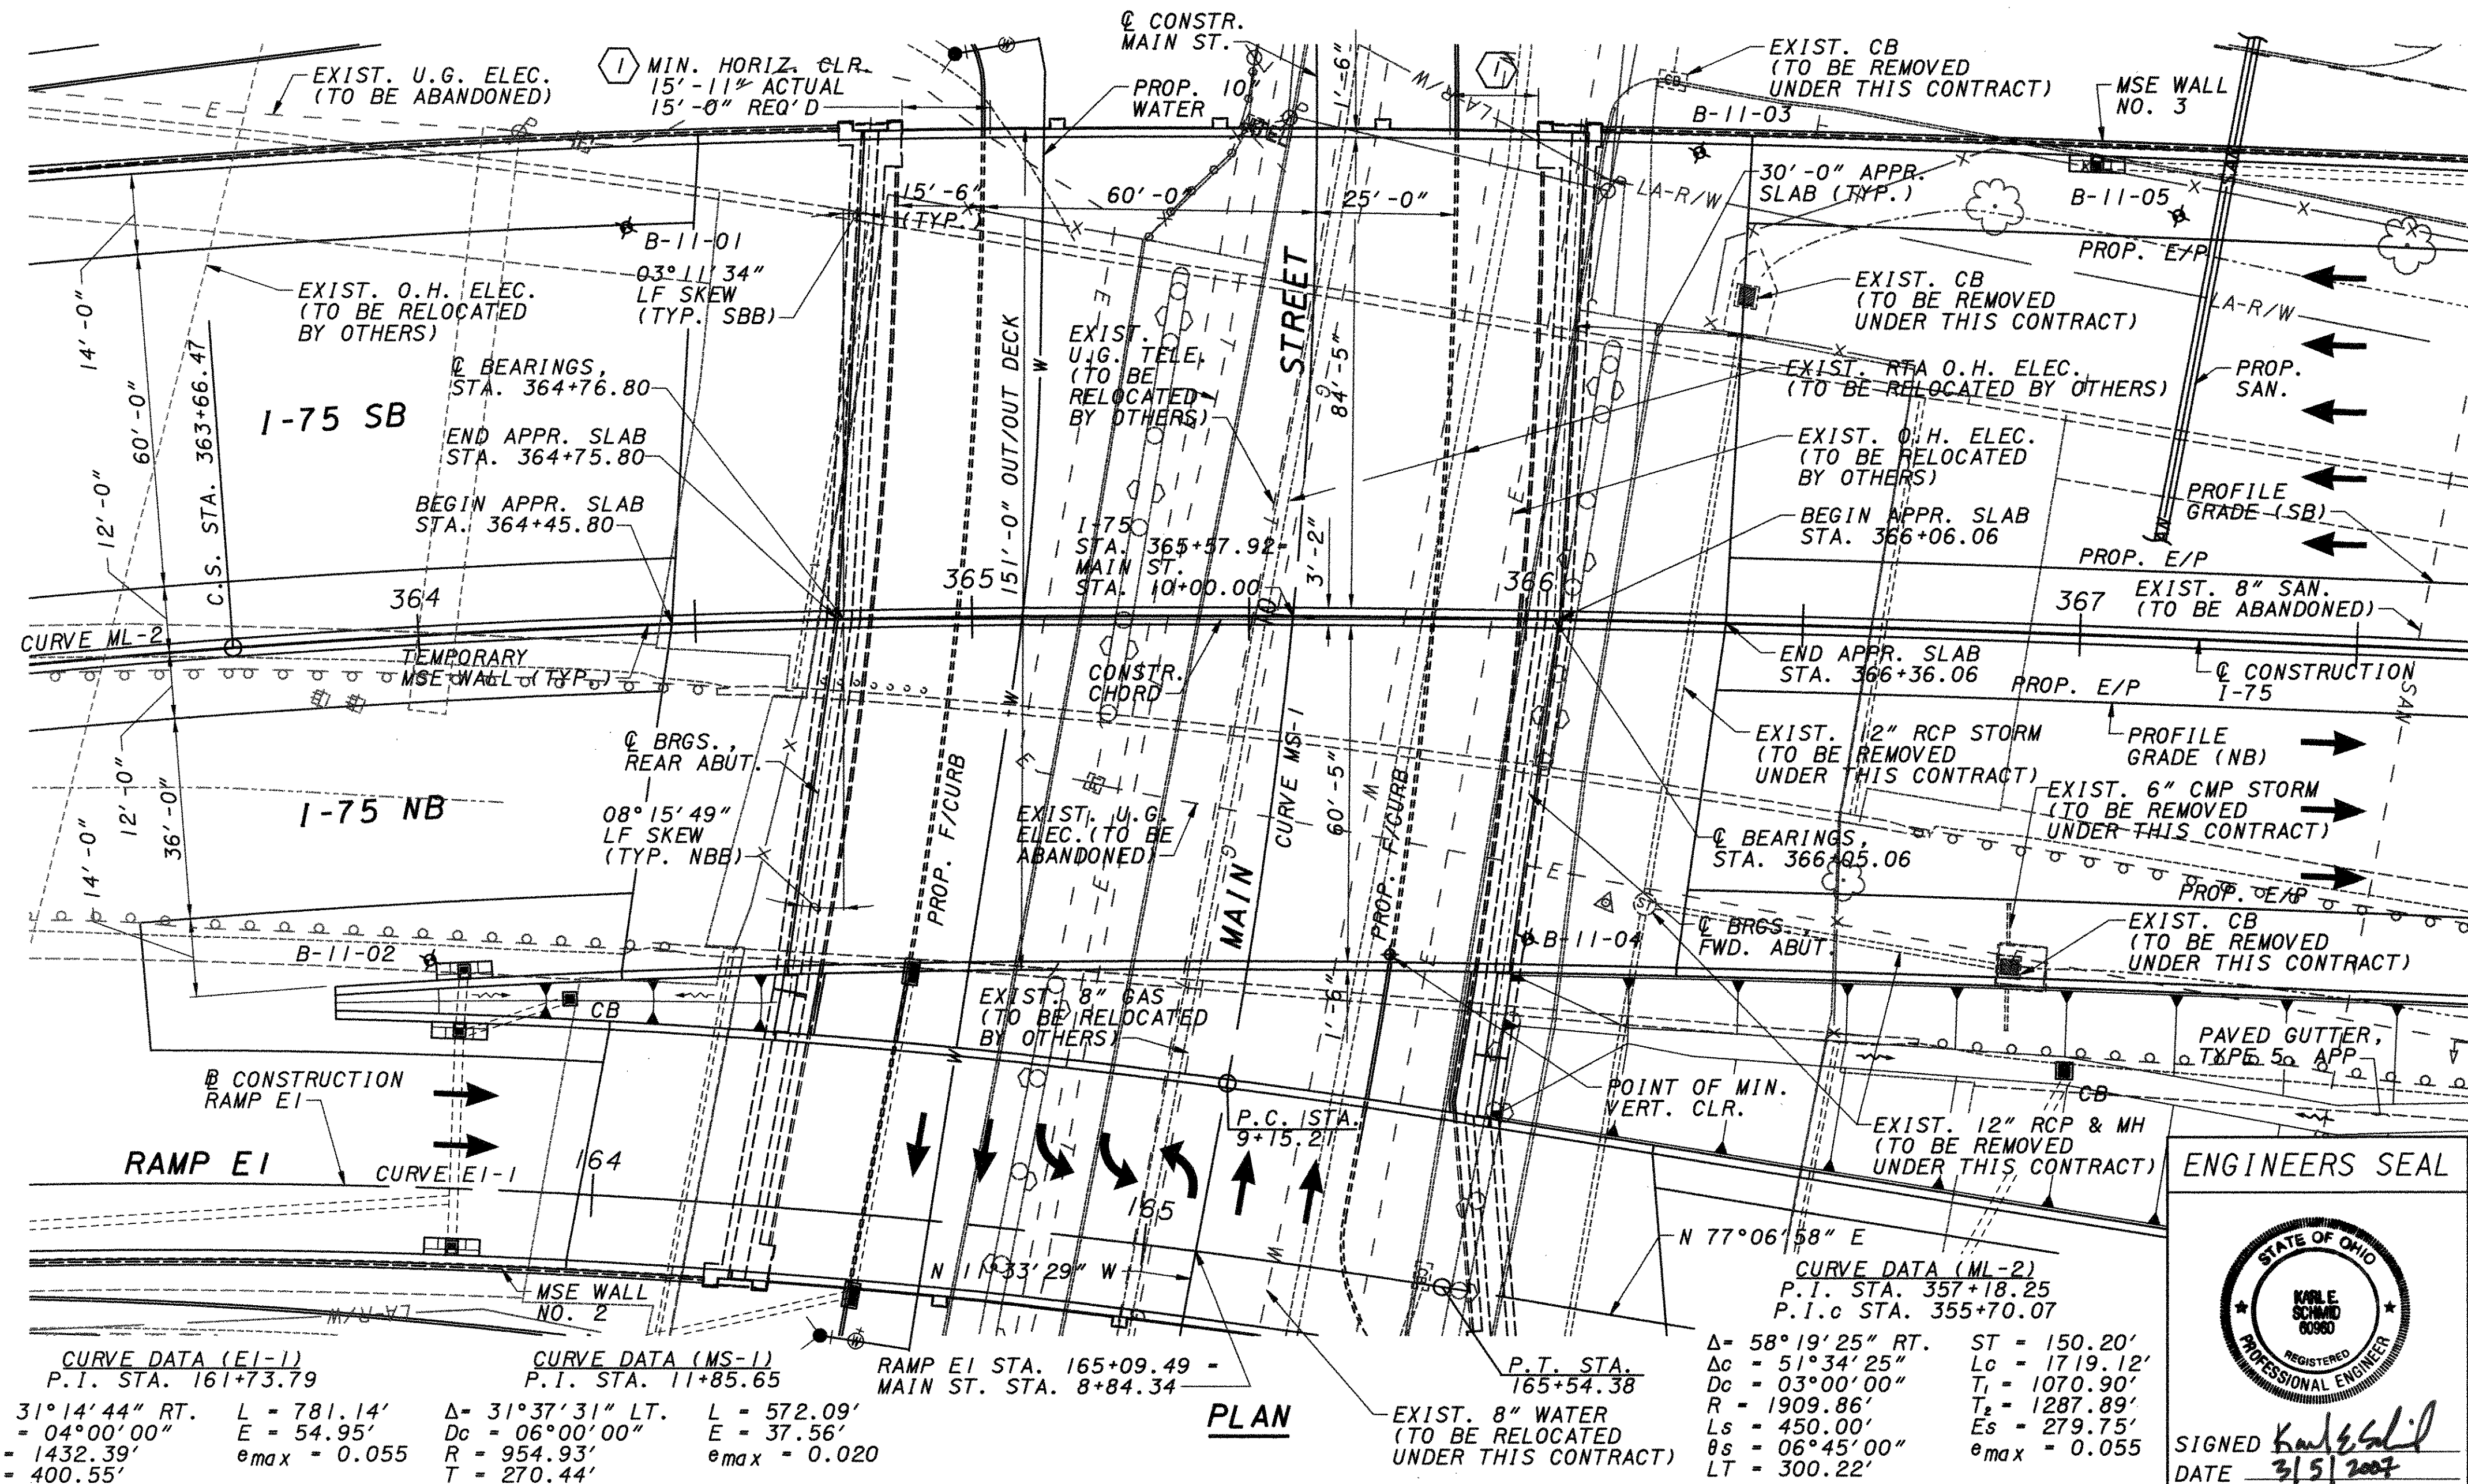 ℄ CONSTR.
MAIN ST.
EXIST. U.G. ELEC.
(TO BE ABANDONED)
1
MIN. HORIZ. CLR.
15'-11" ACTUAL
15'-0" REQ'D
PROP. 10"
WATER
1'-6"
1
EXIST. CB
(TO BE REMOVED
UNDER THIS CONTRACT)
MSE WALL
NO. 3
B-11-03
15'-6"
(TYP.)
60'-0"
25'-0"
30'-0" APPR.
SLAB (TYP.)
LA-R/W
LA-R/W
B-11-05
B-11-01
PROP. E/P
03°11'34"
LF SKEW
(TYP. SBB)
EXIST. O.H. ELEC.
(TO BE RELOCATED
BY OTHERS)
EXIST. CB
(TO BE REMOVED
UNDER THIS CONTRACT)
LA-R/W
14'-0"
60'-0"
12'-0"
C.S. STA. 363+66.47
I-75 SB
℄ BEARINGS,
STA. 364+76.80
END APPR. SLAB
STA. 364+75.80
BEGIN APPR. SLAB
STA. 364+45.80
151'-0" OUT/OUT DECK
EXIST.
U.G. TELE.
(TO BE
RELOCATED
BY OTHERS)
STREET
84'-5"
EXIST. RTA O.H. ELEC.
(TO BE RELOCATED BY OTHERS)
PROP.
SAN.
EXIST. O.H. ELEC.
(TO BE RELOCATED
BY OTHERS)
PROFILE
GRADE (SB)
BEGIN APPR. SLAB
STA. 366+06.06
I-75
STA. 365+57.92=
MAIN ST.
STA. 10+00.00
3'-2"
PROP. E/P
EXIST. 8" SAN.
(TO BE ABANDONED)
364
365
366
367
CURVE ML-2
TEMPORARY
MSE WALL (TYP.)
CONSTR.
CHORD
END APPR. SLAB
STA. 366+36.06
PROP. E/P
℄ CONSTRUCTION
I-75
SAN
℄ BRGS.,
REAR ABUT.
EXIST. 12" RCP STORM
(TO BE REMOVED
UNDER THIS CONTRACT)
PROFILE
GRADE (NB)
12'-0"
36'-0"
14'-0"
I-75 NB
08°15'49"
LF SKEW
(TYP. NBB)
PROP. F/CURB
EXIST. U.G.
ELEC. (TO BE
ABANDONED)
MAIN
CURVE MS-1
60'-5"
PROP. F/CURB
EXIST. 6" CMP STORM
(TO BE REMOVED
UNDER THIS CONTRACT)
℄ BEARINGS,
STA. 366+05.06
PROP. E/P
B-11-02
B-11-04
℄ BRGS.,
FWD. ABUT.
EXIST. CB
(TO BE REMOVED
UNDER THIS CONTRACT)
CB
EXIST. 8" GAS
(TO BE RELOCATED
BY OTHERS)
1'-6"
PAVED GUTTER,
TYPE 5, APP
CB
POINT OF MIN.
VERT. CLR.
P.C. STA.
9+15.2
EXIST. 12" RCP & MH
(TO BE REMOVED
UNDER THIS CONTRACT)
B CONSTRUCTION
RAMP E1
RAMP E1
CURVE E1-1
164
165
N 77°06'58" E
N 11°33'29" W
MSE WALL
NO. 2
LA-R/W
RAMP E1 STA. 165+09.49 =
MAIN ST. STA. 8+84.34
P.T. STA.
165+54.38
EXIST. 8" WATER
(TO BE RELOCATED
UNDER THIS CONTRACT)
PLAN
CURVE DATA (E1-1)
P.I. STA. 161+73.79
31°14'44" RT. L = 781.14'
= 04°00'00" E = 54.95'
= 1432.39' emax = 0.055
= 400.55'
CURVE DATA (MS-1)
P.I. STA. 11+85.65
Δ= 31°37'31" LT. L = 572.09'
Dc = 06°00'00" E = 37.56'
R = 954.93' emax = 0.020
T = 270.44'
CURVE DATA (ML-2)
P.I. STA. 357+18.25
P.I.c STA. 355+70.07
Δ= 58°19'25" RT. ST = 150.20'
Δc = 51°34'25" Lc = 1719.12'
Dc = 03°00'00" T₁ = 1070.90'
R = 1909.86' T₂ = 1287.89'
Ls = 450.00' Es = 279.75'
θs = 06°45'00" emax = 0.055
LT = 300.22'
ENGINEERS SEAL
STATE OF OHIO
KARL E.
SCHMID
60960
REGISTERED
PROFESSIONAL ENGINEER
SIGNED Karl E Schmid
DATE 3/5/2007